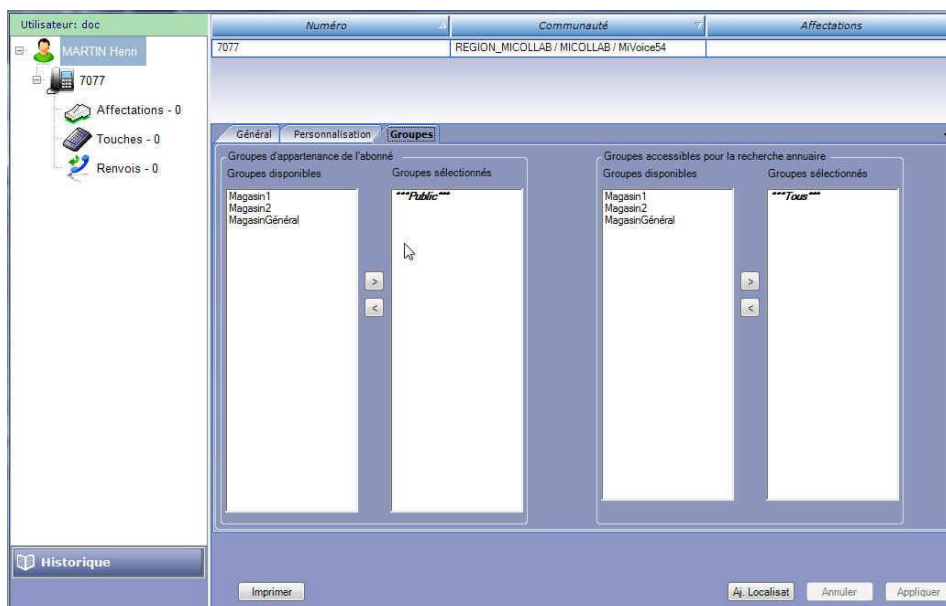 Utilisateur: doc
MARTIN Henri
7077
Affectations - 0
Touches - 0
Renvois - 0
Historique
Numéro Communauté Affectations
7077 REGION_MICOLLAB / MICOLLAB / MiVoice54
Général Personnalisation Groupes
Groupes d'appartenance de l'abonné
Groupes disponibles Groupes sélectionnés
Magasin1
Magasin2
MagasinGénéral
***Public***
> 
<
Groupes accessibles pour la recherche annuaire
Groupes disponibles Groupes sélectionnés
Magasin1
Magasin2
MagasinGénéral
***Tous***
>
<
Imprimer Aj. Localisat Annuler Appliquer